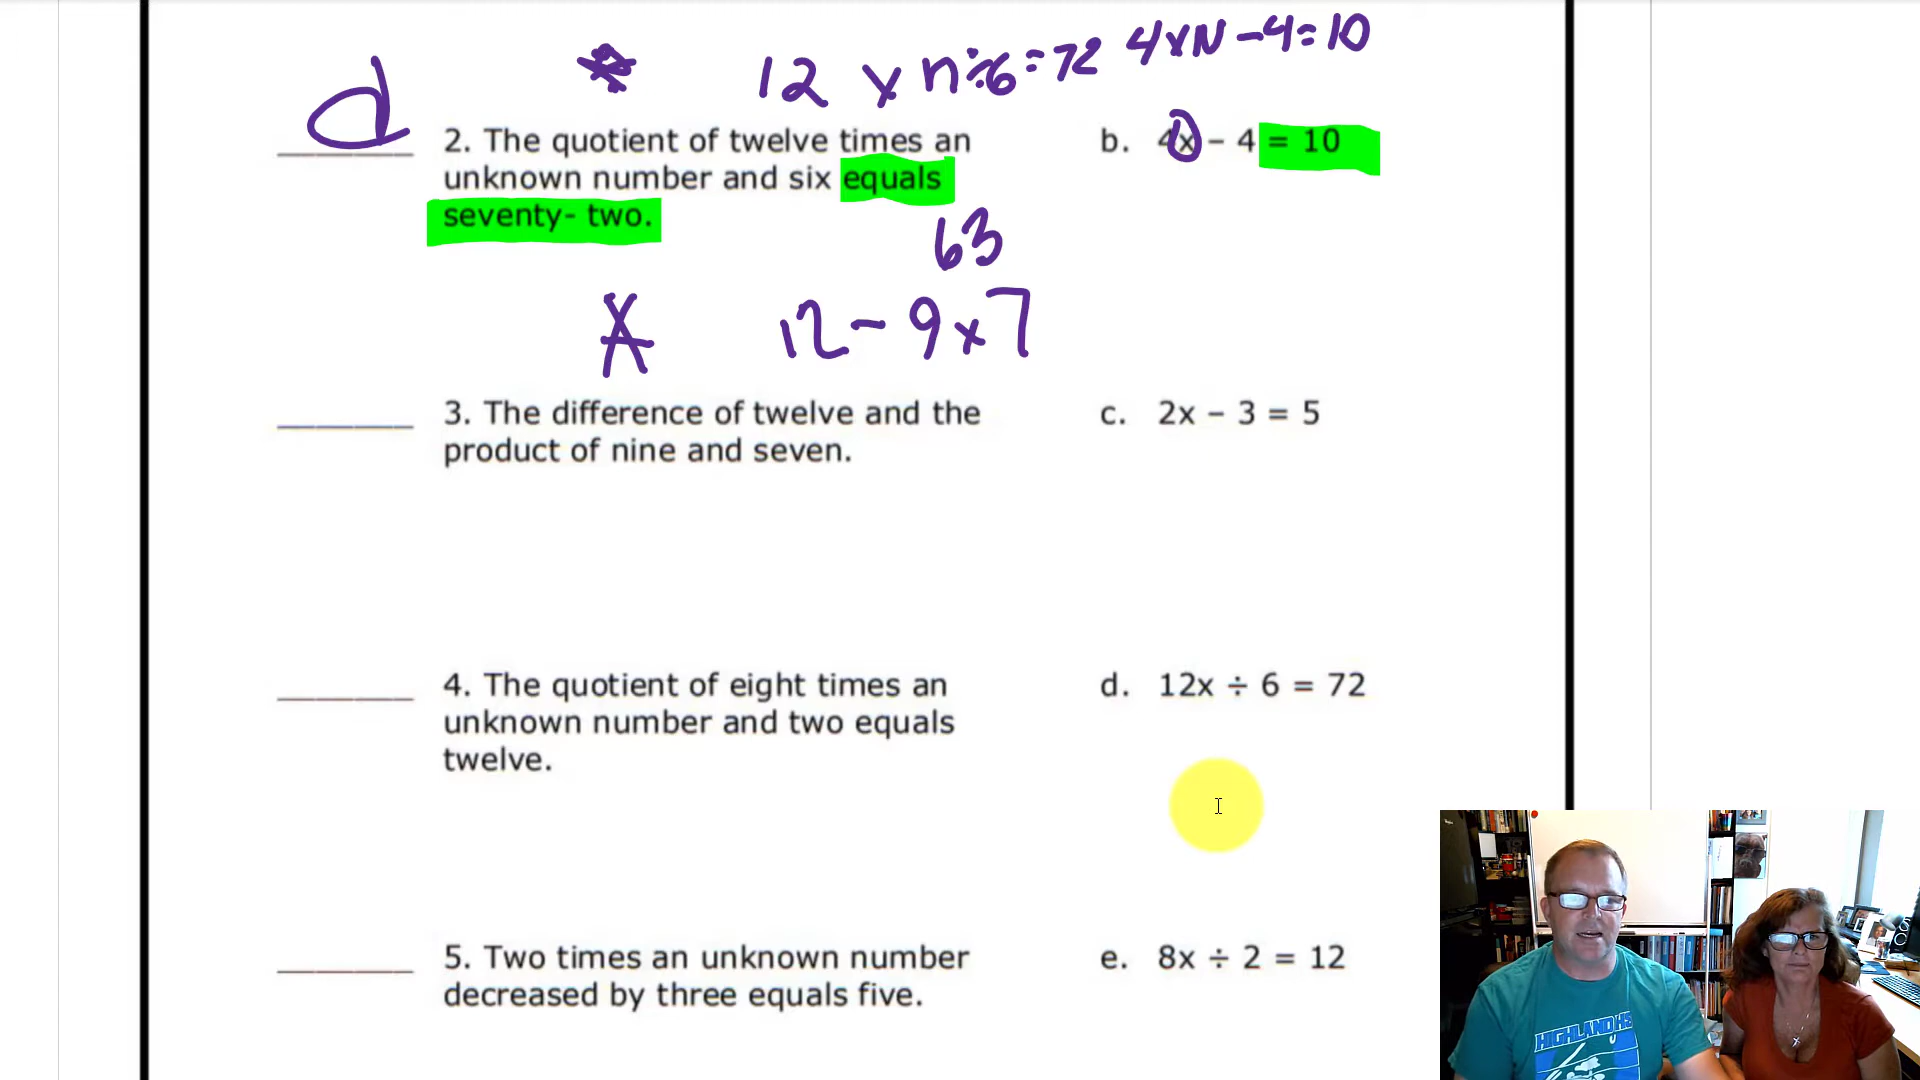 12 x n ÷ 6 = 72
4 x N - 4 = 10
d
2. The quotient of twelve times an
unknown number and six equals
seventy- two.
b. 4x – 4 = 10
63
12 - 9 x 7
3. The difference of twelve and the
product of nine and seven.
c. 2x – 3 = 5
4. The quotient of eight times an
unknown number and two equals
twelve.
d. 12x ÷ 6 = 72
5. Two times an unknown number
decreased by three equals five.
e. 8x ÷ 2 = 12
HIGHLAND HS